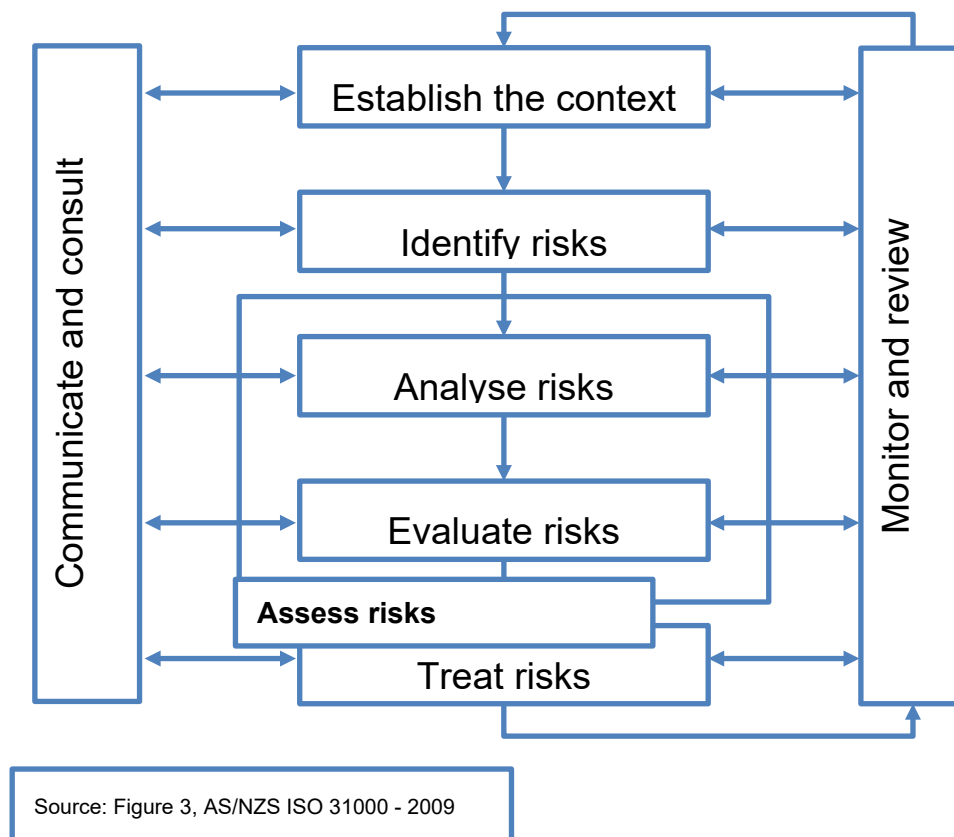 Communicate and consult
Establish the context
Identify risks
Analyse risks
Evaluate risks
Assess risks
Treat risks
Monitor and review
Source: Figure 3, AS/NZS ISO 31000 - 2009